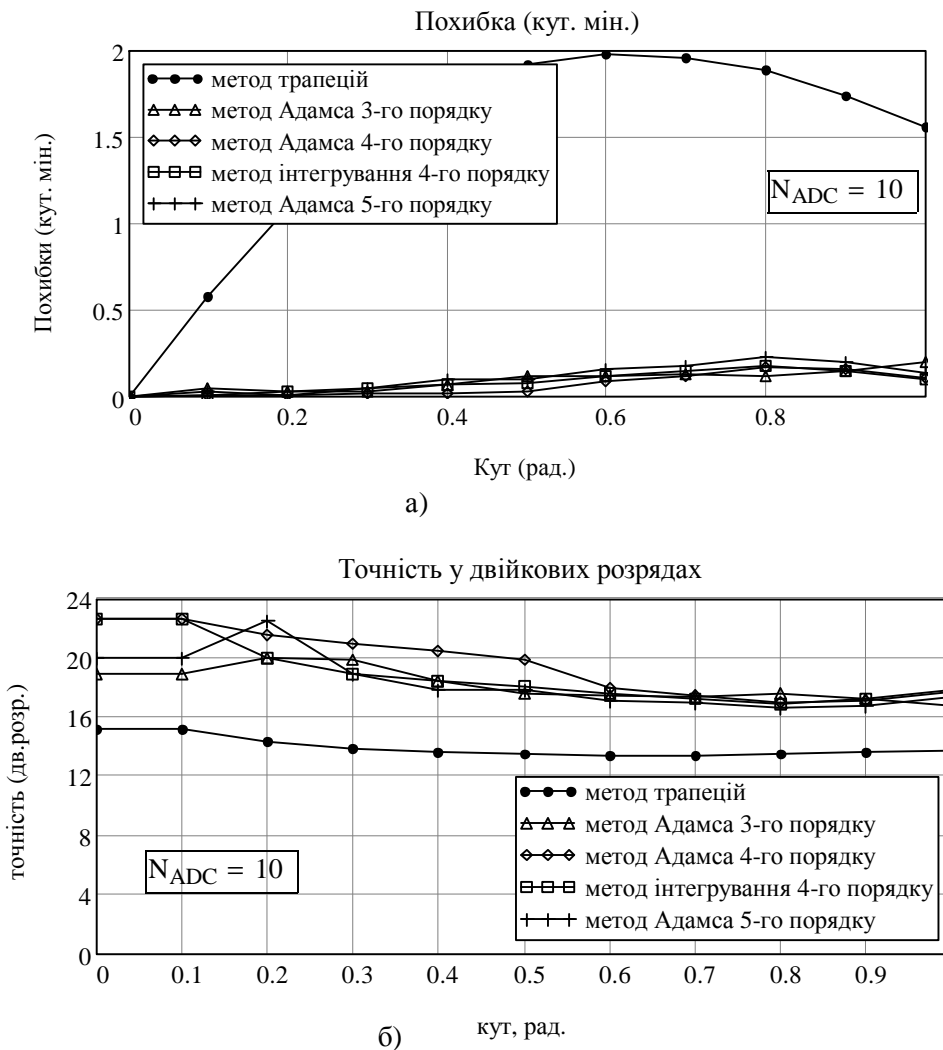 Похибка (кут. мін.)
Похибки (кут. мін.)
2
1.5
1
0.5
0
метод трапецій
метод Адамса 3-го порядку
метод Адамса 4-го порядку
метод інтегрування 4-го порядку
метод Адамса 5-го порядку
NADC = 10
0 0.2 0.4 0.6 0.8
Кут (рад.)
а)
Точність у двійкових розрядах
точність (дв.розр.)
24
20
16
12
8
4
0
метод трапецій
метод Адамса 3-го порядку
метод Адамса 4-го порядку
метод інтегрування 4-го порядку
метод Адамса 5-го порядку
NADC = 10
0 0.1 0.2 0.3 0.4 0.5 0.6 0.7 0.8 0.9
кут, рад.
б)